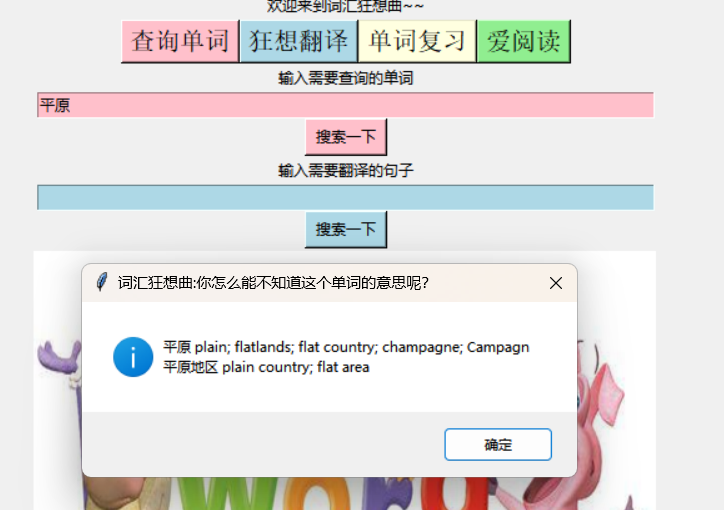 欢迎来到词汇狂想曲~~
查询单词 狂想翻译 单词复习 爱阅读
输入需要查询的单词
平原
搜索一下
输入需要翻译的句子
搜索一下
词汇狂想曲:你怎么能不知道这个单词的意思呢?
平原 plain; flatlands; flat country; champagne; Campagn
平原地区 plain country; flat area
确定
word